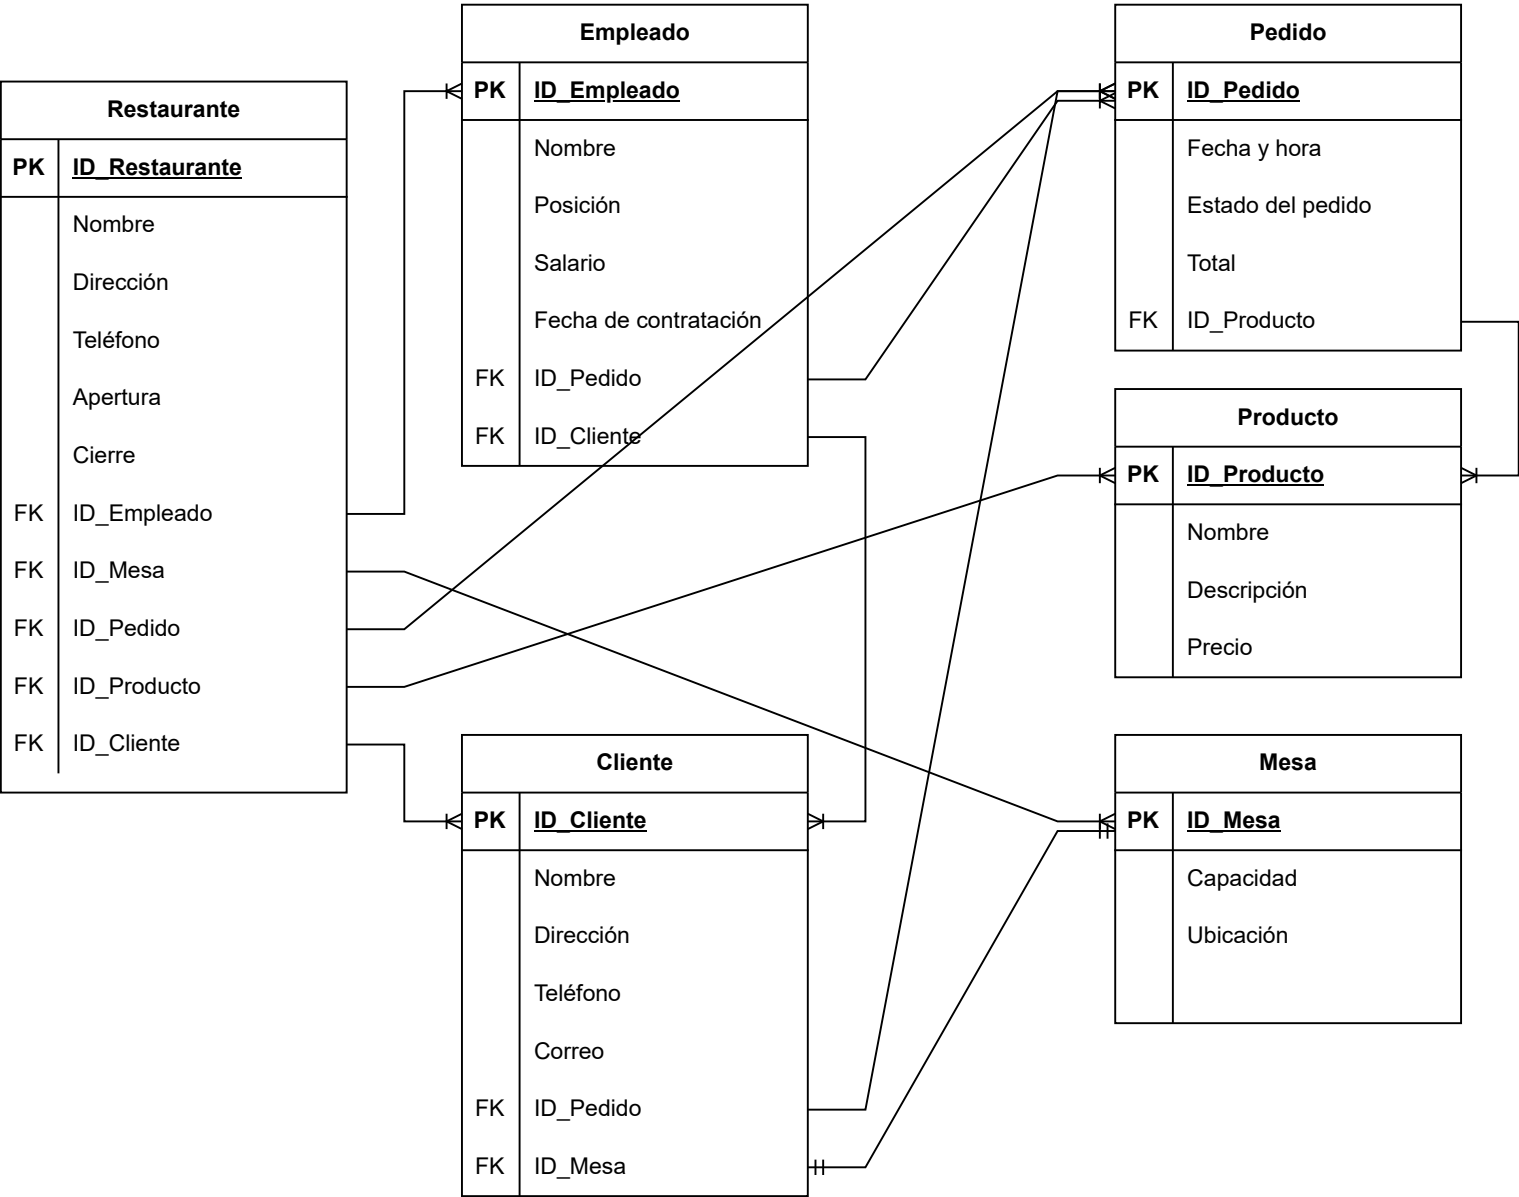 Restaurante
PK ID_Restaurante
Nombre
Dirección
Teléfono
Apertura
Cierre
FK ID_Empleado
FK ID_Mesa
FK ID_Pedido
FK ID_Producto
FK ID_Cliente
Empleado
PK ID_Empleado
Nombre
Posición
Salario
Fecha de contratación
FK ID_Pedido
FK ID_Cliente
Cliente
PK ID_Cliente
Nombre
Dirección
Teléfono
Correo
FK ID_Pedido
FK ID_Mesa
Pedido
PK ID_Pedido
Fecha y hora
Estado del pedido
Total
FK ID_Producto
Producto
PK ID_Producto
Nombre
Descripción
Precio
Mesa
PK ID_Mesa
Capacidad
Ubicación